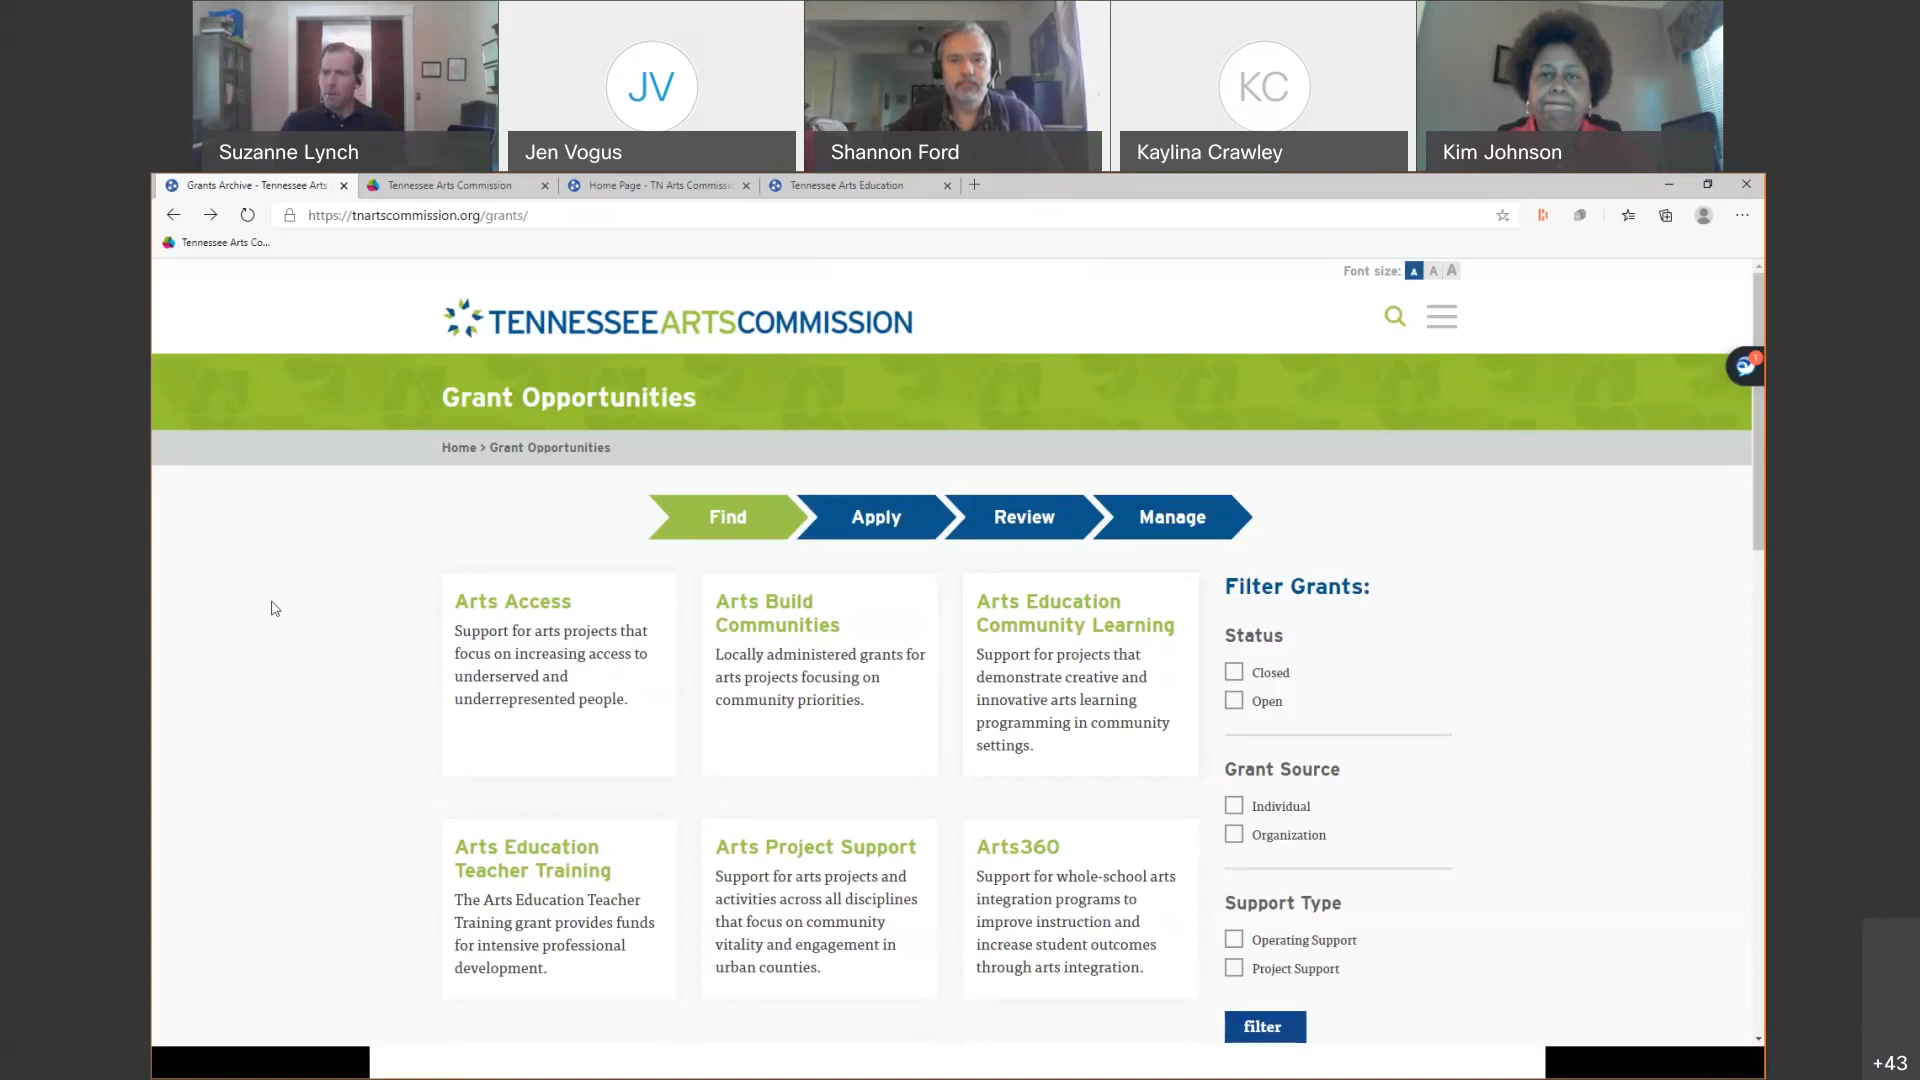 JV
KC
Suzanne Lynch
Jen Vogus
Shannon Ford
Kaylina Crawley
Kim Johnson
Grants Archive - Tennessee Arts
Tennessee Arts Commission
Home Page - TN Arts Commissi
Tennessee Arts Education
https://tnartscommission.org/grants/
Tennessee Arts Co...
Font size: A A A
TENNESSEEARTSCOMMISSION
1
Grant Opportunities
Home > Grant Opportunities
Find
Apply
Review
Manage
Arts Access
Support for arts projects that
focus on increasing access to
underserved and
underrepresented people.
Arts Build
Communities
Locally administered grants for
arts projects focusing on
community priorities.
Arts Education
Community Learning
Support for projects that
demonstrate creative and
innovative arts learning
programming in community
settings.
Arts Education
Teacher Training
The Arts Education Teacher
Training grant provides funds
for intensive professional
development.
Arts Project Support
Support for arts projects and
activities across all disciplines
that focus on community
vitality and engagement in
urban counties.
Arts360
Support for whole-school arts
integration programs to
improve instruction and
increase student outcomes
through arts integration.
Filter Grants:
Status
Closed
Open
Grant Source
Individual
Organization
Support Type
Operating Support
Project Support
filter
+43